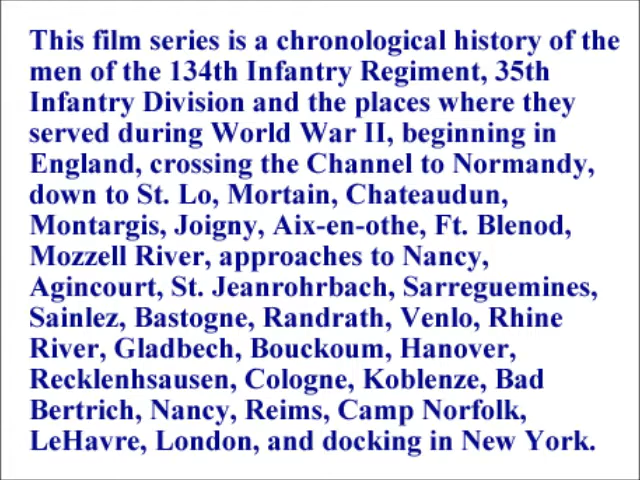 This film series is a chronological history of the
men of the 134th Infantry Regiment, 35th
Infantry Division and the places where they
served during World War II, beginning in
England, crossing the Channel to Normandy,
down to St. Lo, Mortain, Chateaudun,
Montargis, Joigny, Aix-en-othe, Ft. Blenod,
Mozzell River, approaches to Nancy,
Agincourt, St. Jeanrohrbach, Sarreguemines,
Sainlez, Bastogne, Randrath, Venlo, Rhine
River, Gladbech, Bouckoum, Hanover,
Recklenhsausen, Cologne, Koblenze, Bad
Bertrich, Nancy, Reims, Camp Norfolk,
LeHavre, London, and docking in New York.